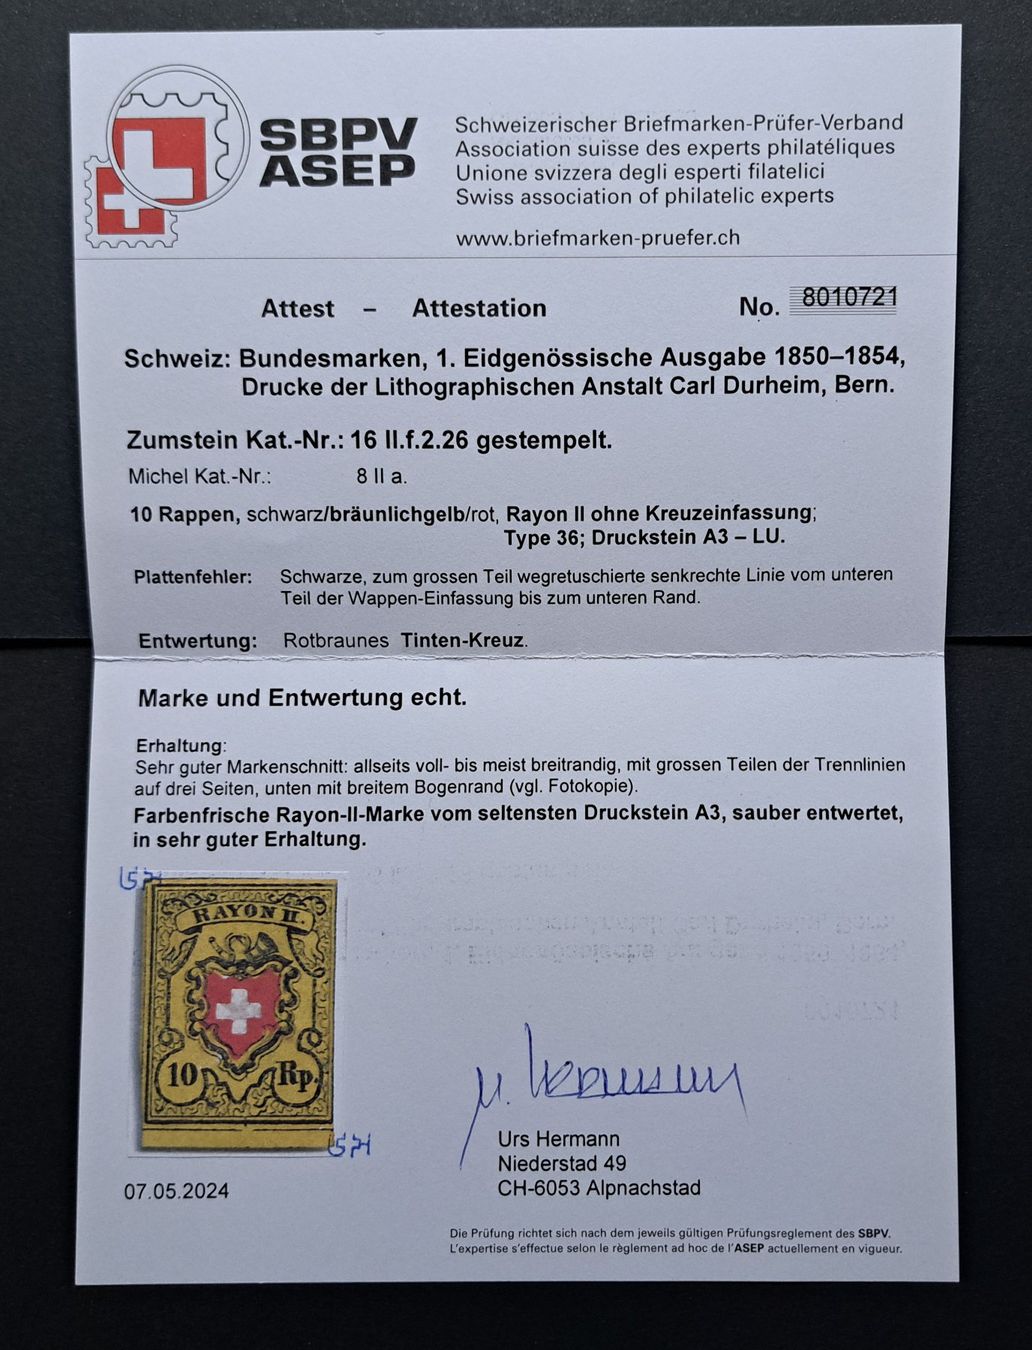 SBPV
ASEP
Schweizerischer Briefmarken-Prüfer-Verband
Association suisse des experts philatéliques
Unione svizzera degli esperti filatelici
Swiss association of philatelic experts
www.briefmarken-pruefer.ch
Attest – Attestation No. 8010721
Schweiz: Bundesmarken, 1. Eidgenössische Ausgabe 1850–1854,
Drucke der Lithographischen Anstalt Carl Durheim, Bern.
Zumstein Kat.-Nr.: 16 II.f.2.26 gestempelt.
Michel Kat.-Nr.: 8 II a.
10 Rappen, schwarz/bräunlichgelb/rot, Rayon II ohne Kreuzeinfassung;
Type 36; Druckstein A3 – LU.
Plattenfehler: Schwarze, zum grossen Teil wegretuschierte senkrechte Linie vom unteren
Teil der Wappen-Einfassung bis zum unteren Rand.
Entwertung: Rotbraunes Tinten-Kreuz.
Marke und Entwertung echt.
Erhaltung:
Sehr guter Markenschnitt: allseits voll- bis meist breitrandig, mit grossen Teilen der Trennlinien
auf drei Seiten, unten mit breitem Bogenrand (vgl. Fotokopie).
Farbenfrische Rayon-II-Marke vom seltensten Druckstein A3, sauber entwertet,
in sehr guter Erhaltung.
RAYON II.
10 Rp.
Urs Hermann
Niederstad 49
CH-6053 Alpnachstad
07.05.2024
Die Prüfung richtet sich nach dem jeweils gültigen Prüfungsreglement des SBPV.
L'expertise s'effectue selon le règlement ad hoc de l'ASEP actuellement en vigueur.